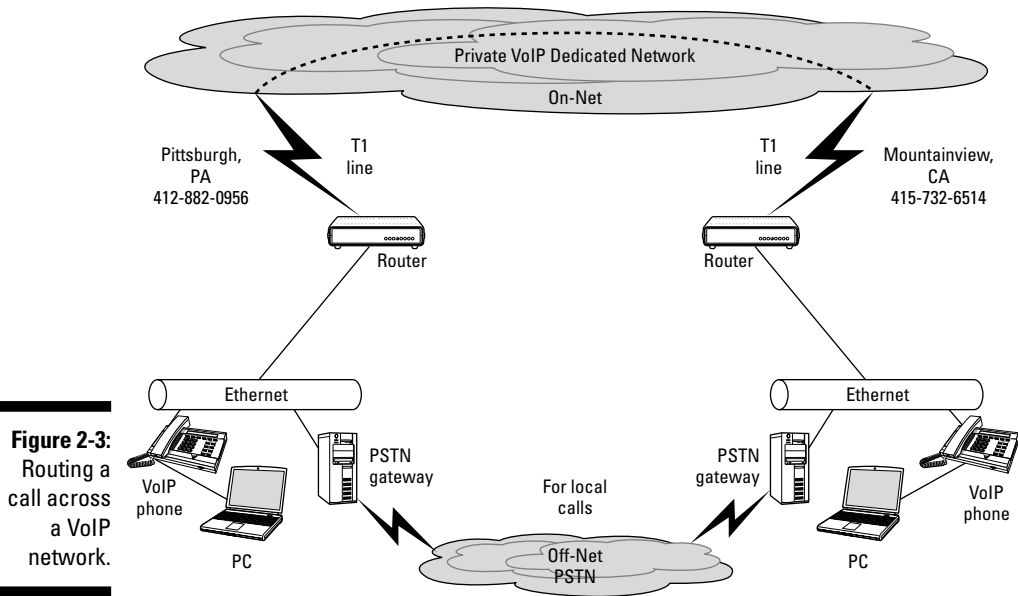 Private VoIP Dedicated Network
On-Net
Pittsburgh,
PA
412-882-0956
T1
line
T1
line
Mountainview,
CA
415-732-6514
Router
Router
Ethernet
Ethernet
Figure 2-3:
Routing a
call across
a VoIP
network.
VoIP
phone
PC
PSTN
gateway
For local
calls
Off-Net
PSTN
PSTN
gateway
PC
VoIP
phone